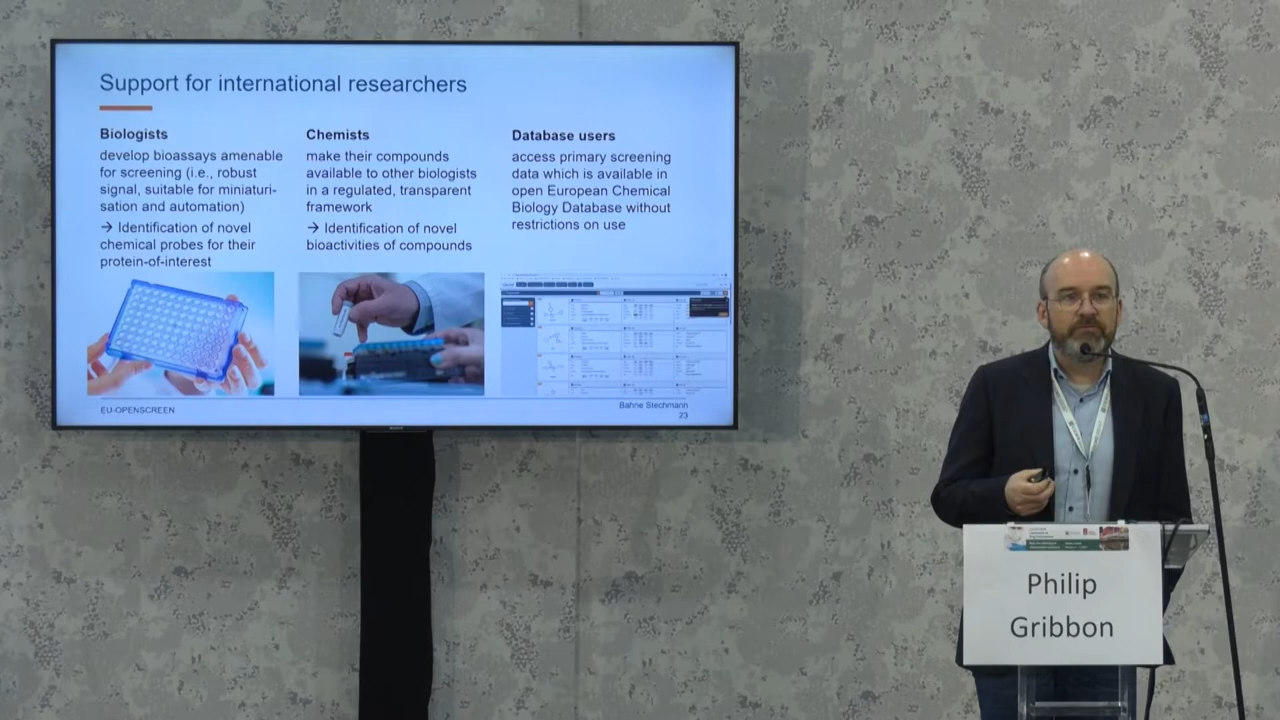 Support for international researchers
Biologists
develop bioassays amenable
for screening (i.e., robust
signal, suitable for miniaturi-
sation and automation)
→ Identification of novel
chemical probes for their
protein-of-interest
Chemists
make their compounds
available to other biologists
in a regulated, transparent
framework
→ Identification of novel
bioactivities of compounds
Database users
access primary screening
data which is available in
open European Chemical
Biology Database without
restrictions on use
EU-OPENSCREEN
Bahne Stechmann
23
Philip
Gribbon